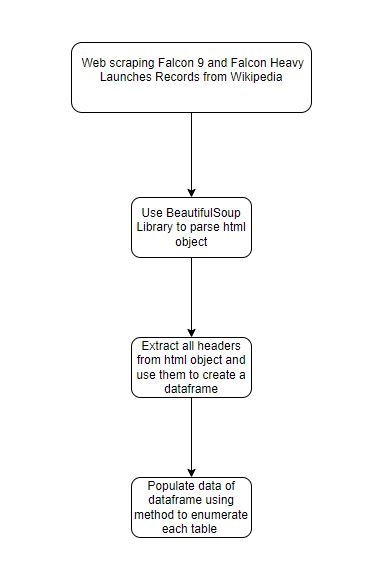 Web scraping Falcon 9 and Falcon Heavy
Launches Records from Wikipedia
Use BeautifulSoup
Library to parse html
object
Extract all headers
from html object and
use them to create a
dataframe
Populate data of
dataframe using
method to enumerate
each table